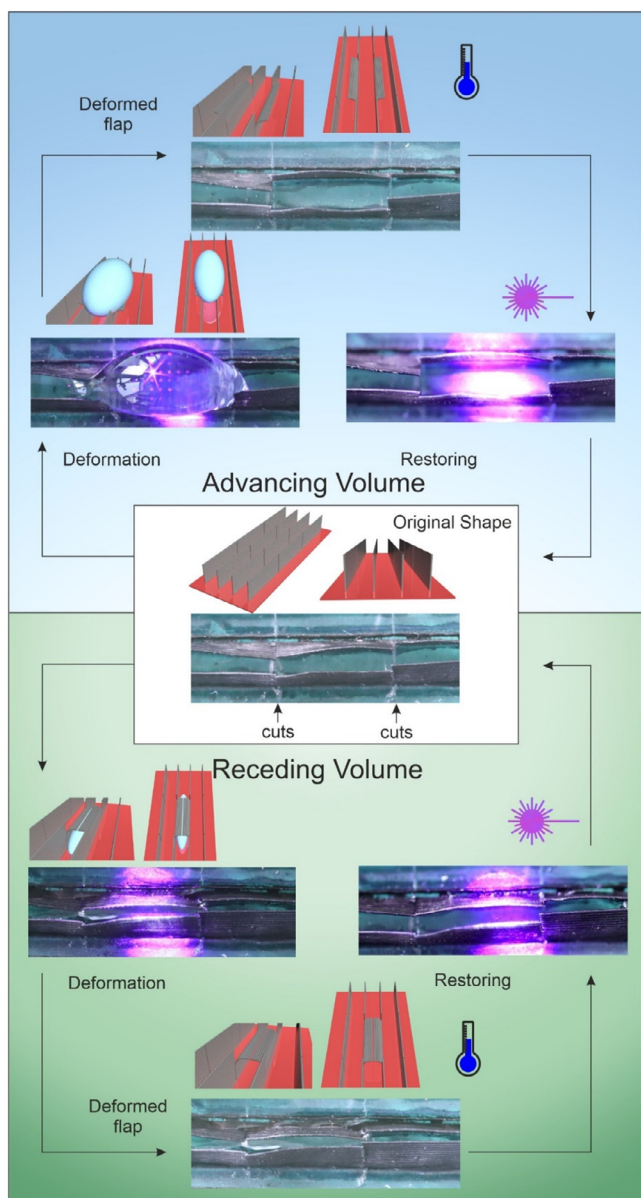 Deformed
flap
Deformation
Restoring
Advancing Volume
Original Shape
cuts
cuts
Receding Volume
Deformation
Restoring
Deformed
flap